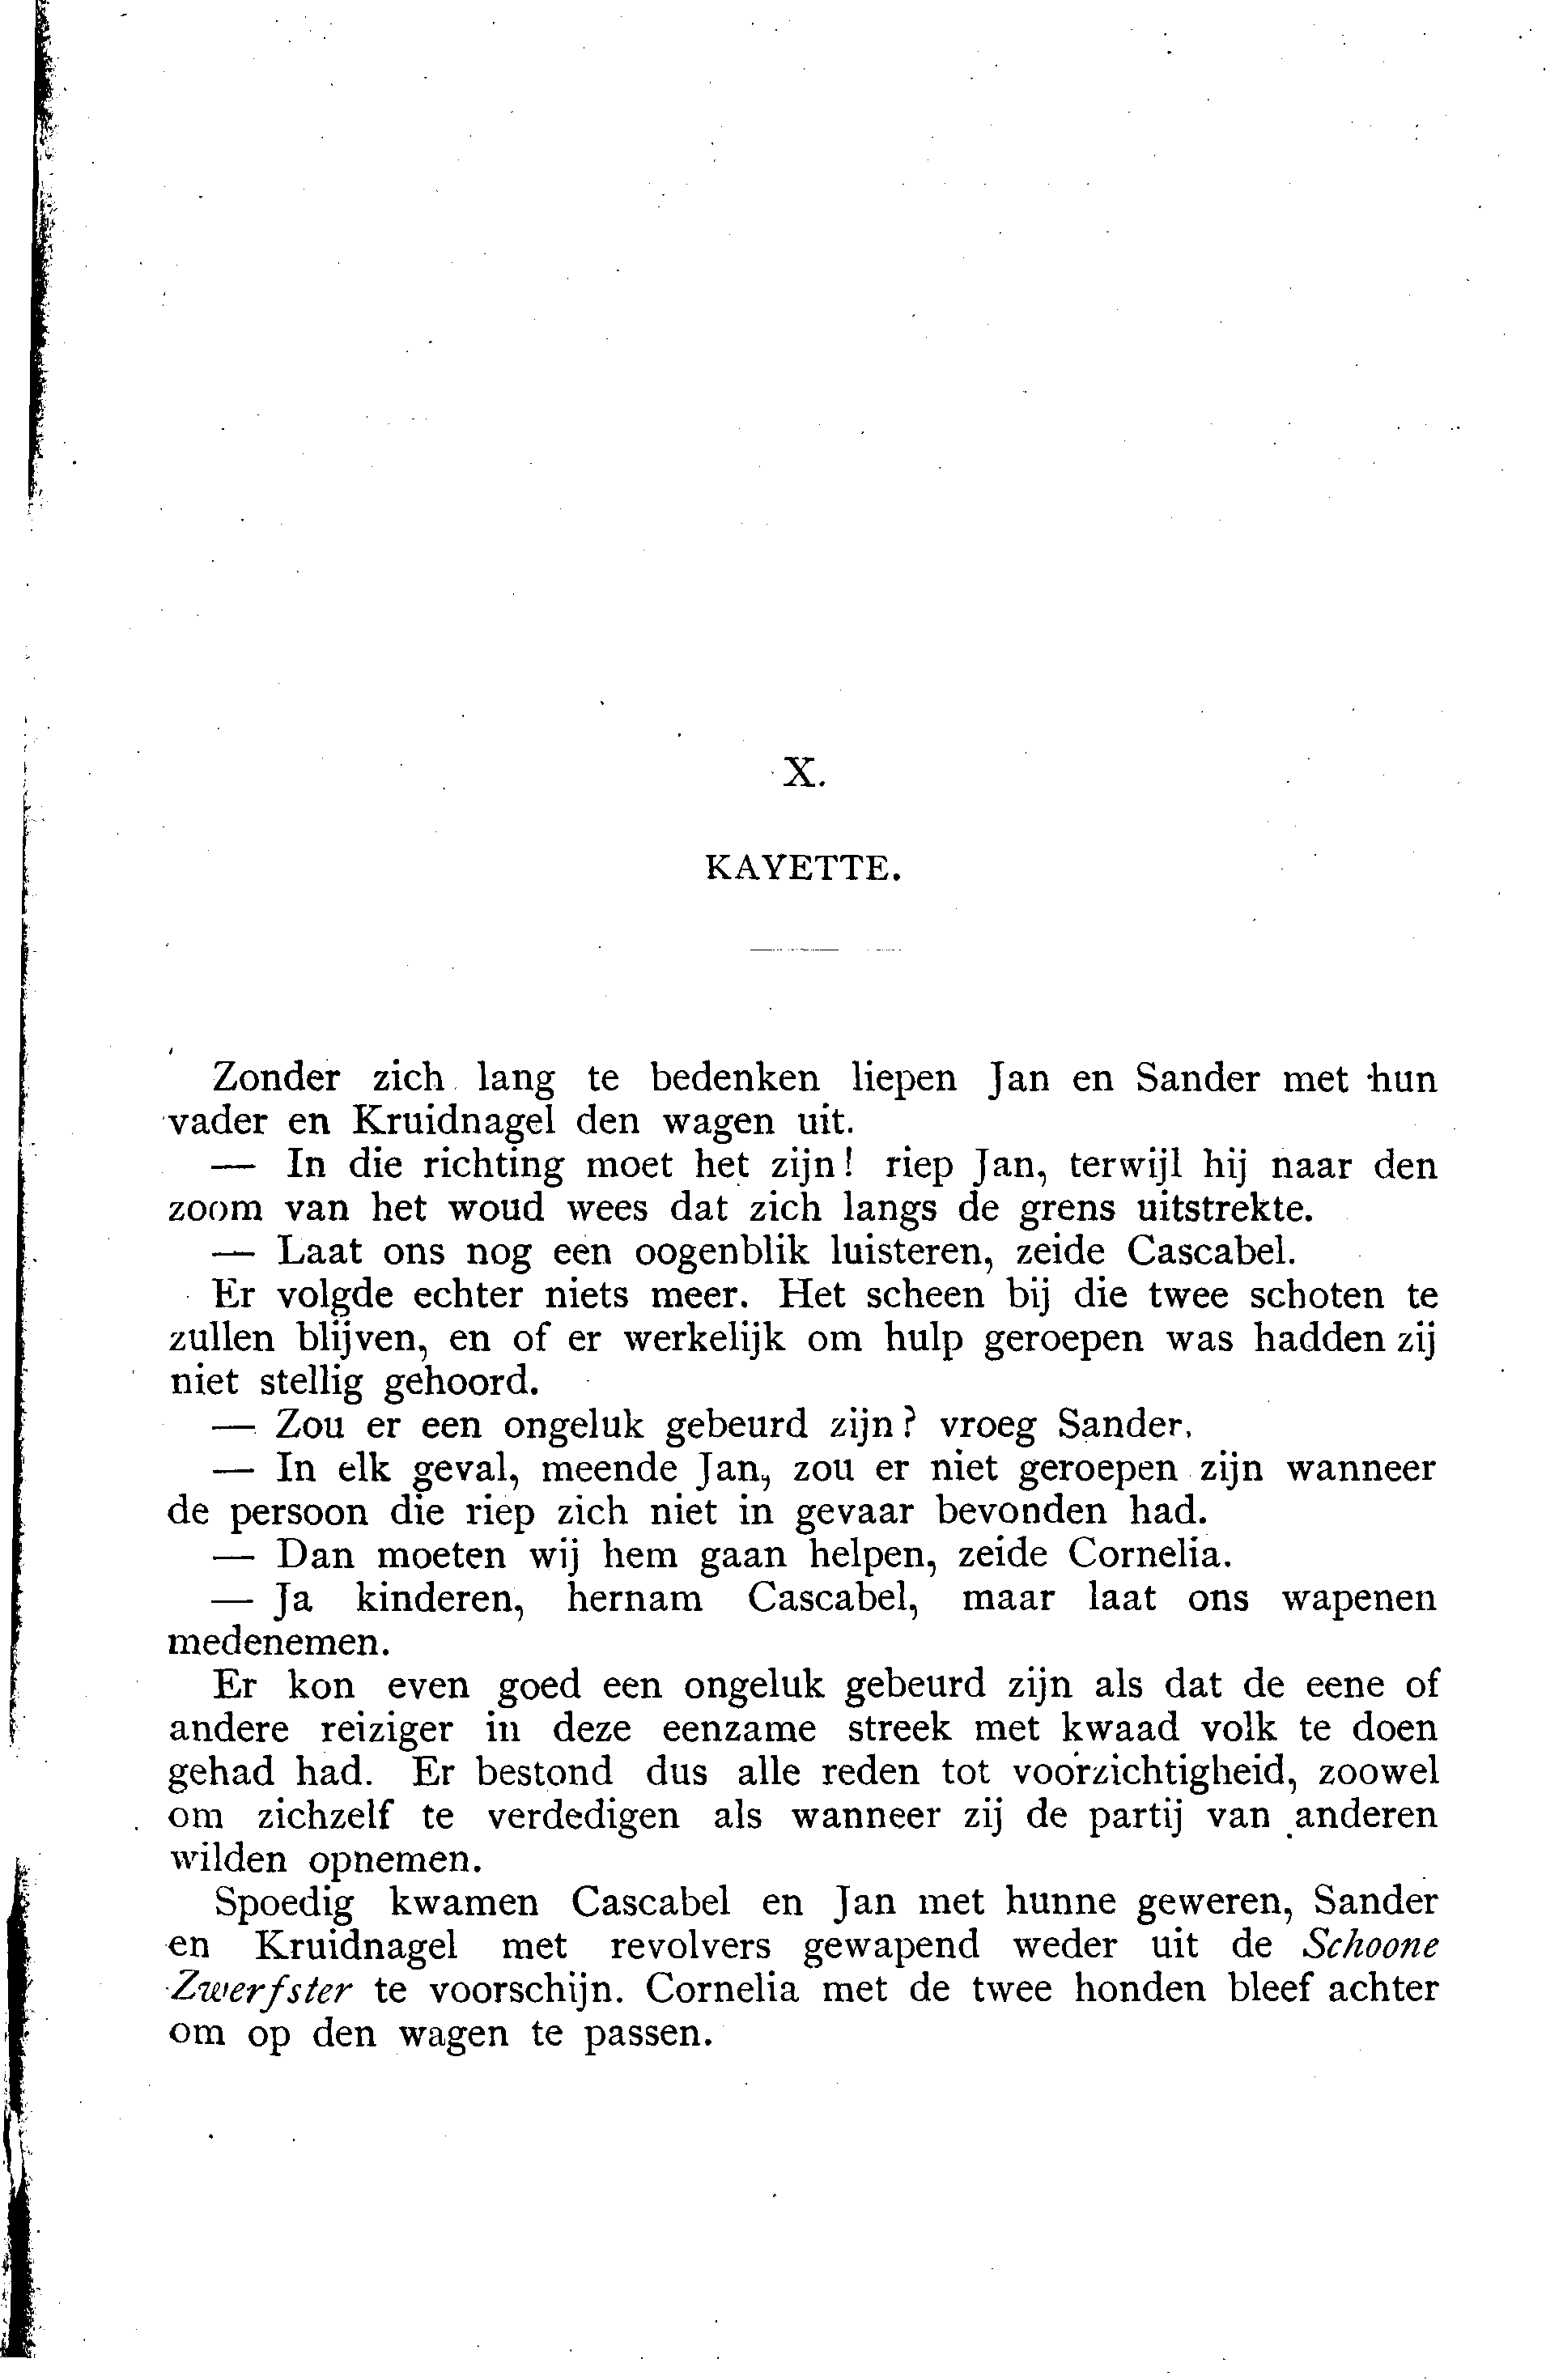 X.
KAYETTE.
Zonder zich lang te bedenken liepen Jan en Sander met hun
vader en Kruidnagel den wagen uit.
— In die richting moet het zijn! riep Jan, terwijl hij naar den
zoom van het woud wees dat zich langs de grens uitstrekte.
— Laat ons nog een oogenblik luisteren, zeide Cascabel.
Er volgde echter niets meer. Het scheen bij die twee schoten te
zullen blijven, en of er werkelijk om hulp geroepen was hadden zij
niet stellig gehoord.
— Zou er een ongeluk gebeurd zijn? vroeg Sander.
— In elk geval, meende Jan, zou er niet geroepen zijn wanneer
de persoon die riep zich niet in gevaar bevonden had.
— Dan moeten wij hem gaan helpen, zeide Cornelia.
— Ja kinderen, hernam Cascabel, maar laat ons wapenen
medenemen.
Er kon even goed een ongeluk gebeurd zijn als dat de eene of
andere reiziger in deze eenzame streek met kwaad volk te doen
gehad had. Er bestond dus alle reden tot voorzichtigheid, zoowel
om zichzelf te verdedigen als wanneer zij de partij van anderen
wilden opnemen.
Spoedig kwamen Cascabel en Jan met hunne geweren, Sander
en Kruidnagel met revolvers gewapend weder uit de Schoone
Zwerfster te voorschijn. Cornelia met de twee honden bleef achter
om op den wagen te passen.